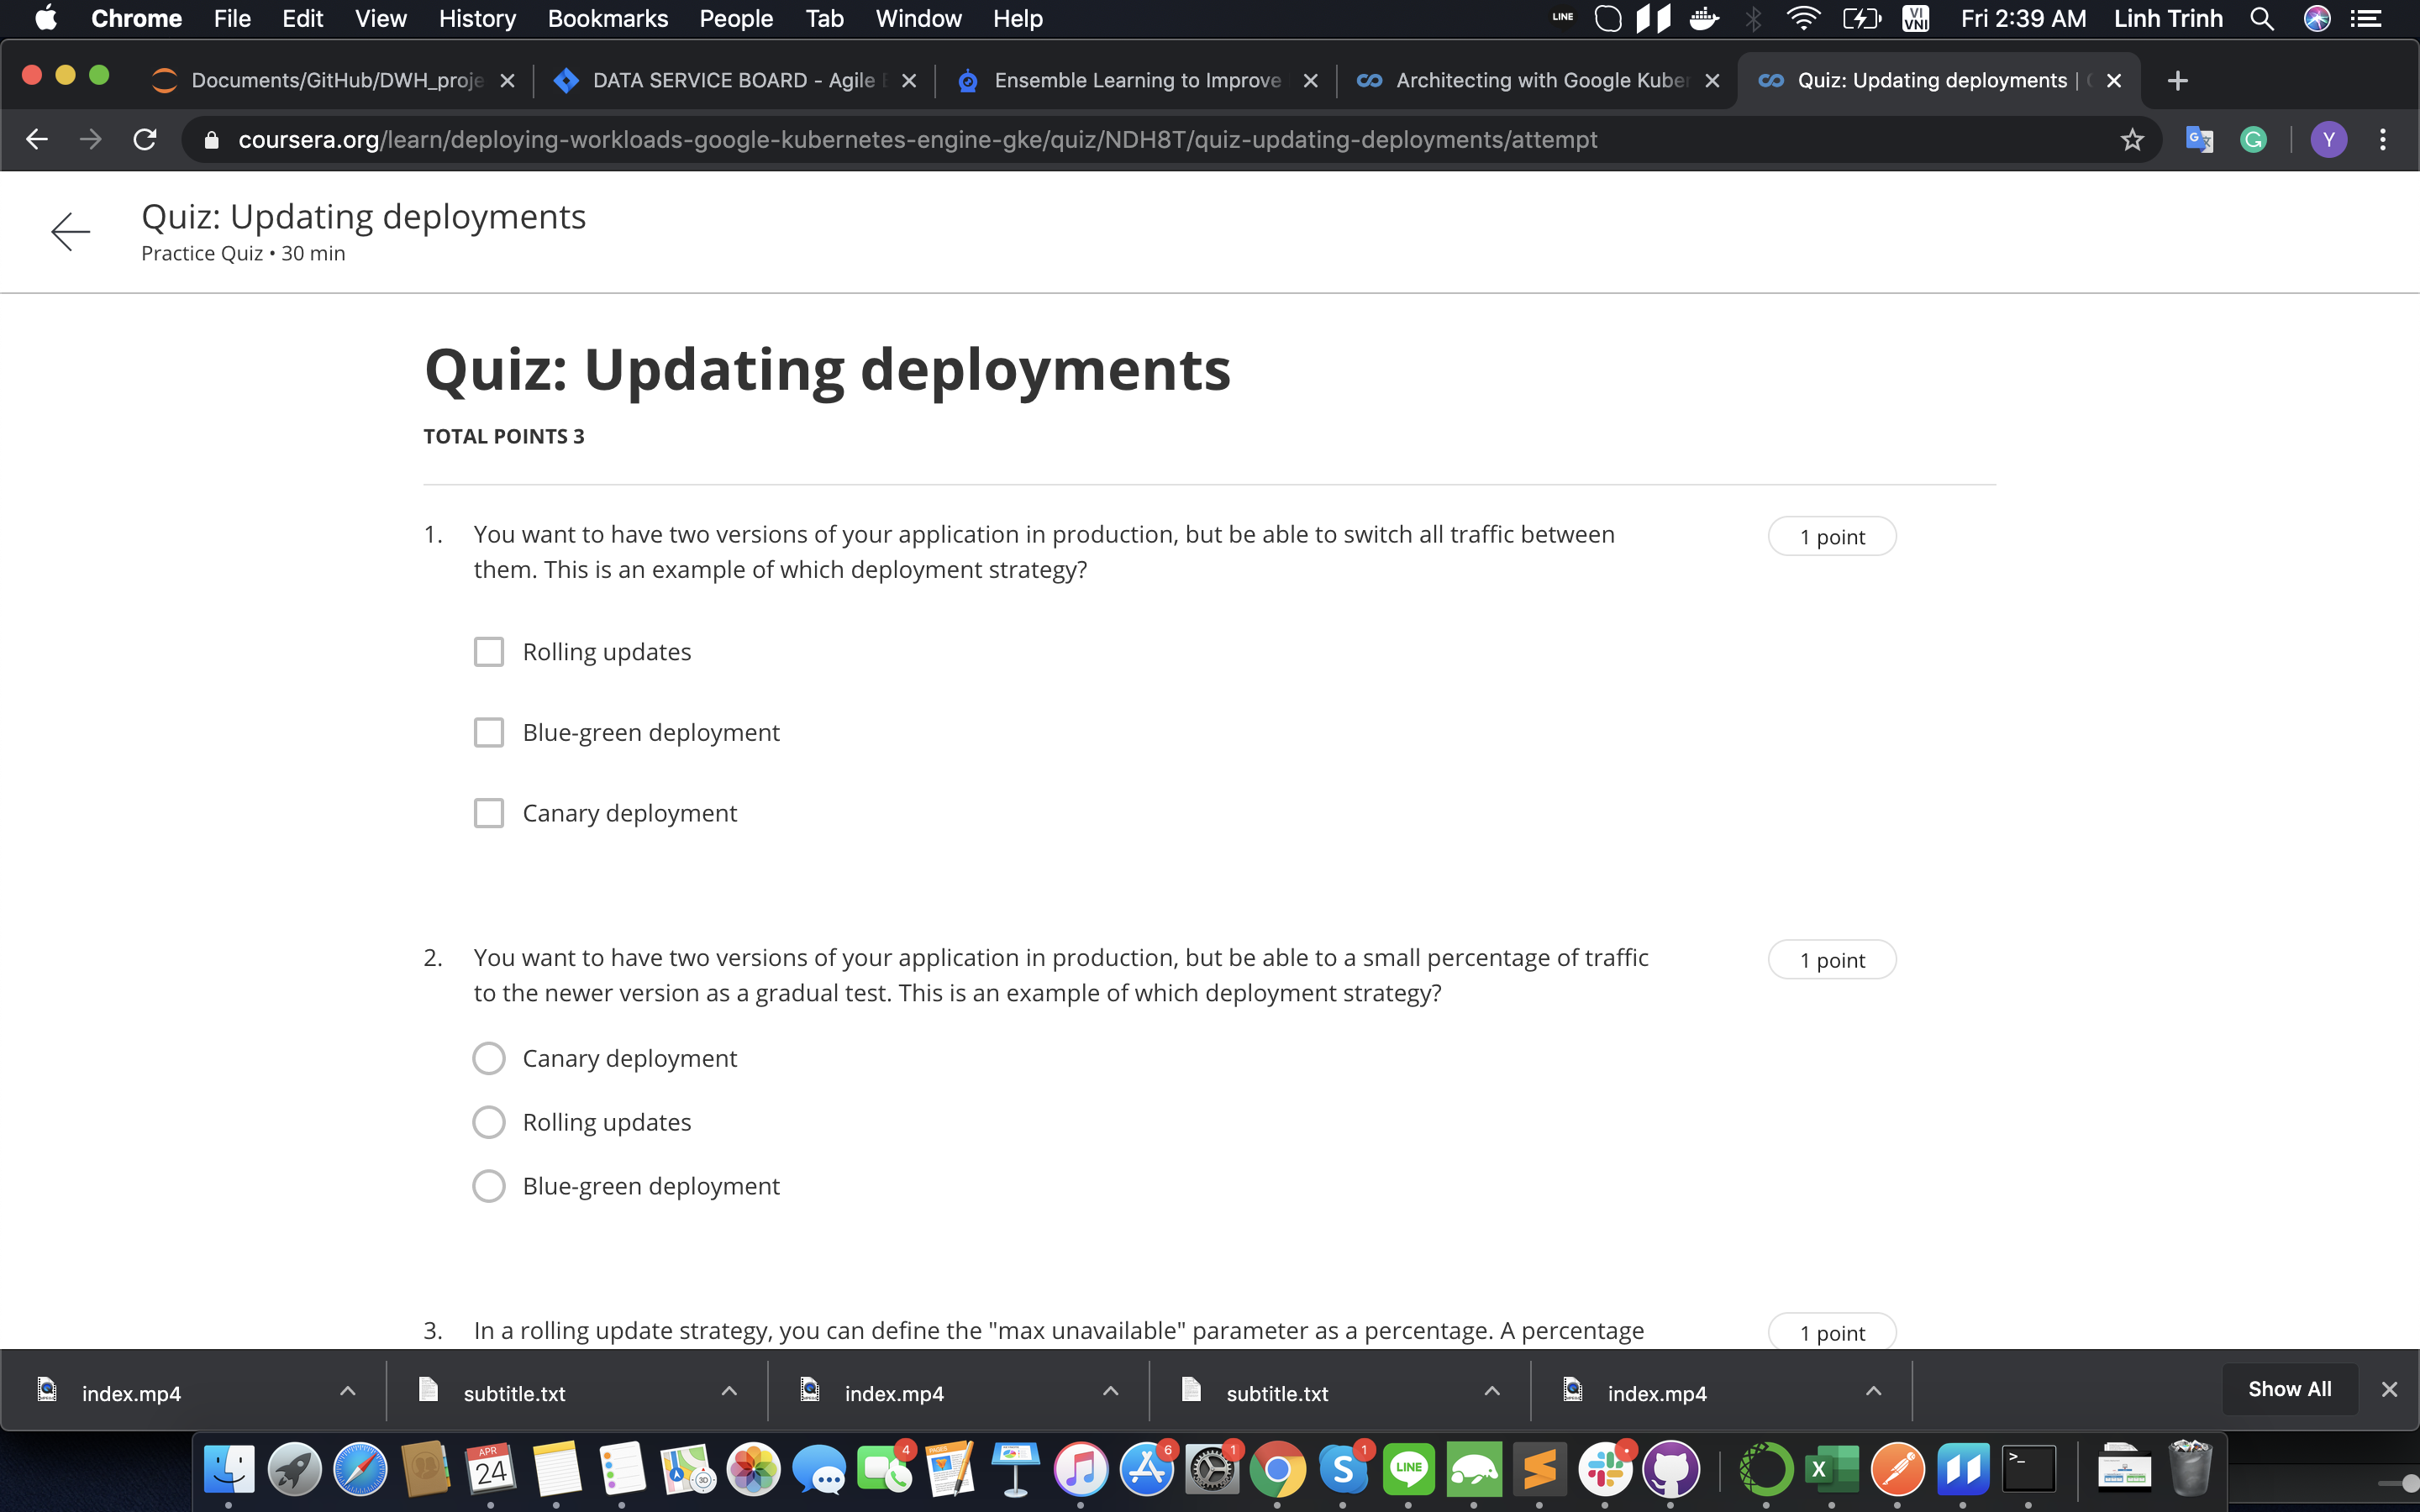 Chrome File Edit View History Bookmarks People Tab Window Help LINE VI VNI Fri 2:39 AM Linh Trinh
Documents/GitHub/DWH_proje DATA SERVICE BOARD - Agile Ensemble Learning to Improve Architecting with Google Kuber Quiz: Updating deployments |
coursera.org/learn/deploying-workloads-google-kubernetes-engine-gke/quiz/NDH8T/quiz-updating-deployments/attempt Y
Quiz: Updating deployments
Practice Quiz • 30 min
Quiz: Updating deployments
TOTAL POINTS 3
1. You want to have two versions of your application in production, but be able to switch all traffic between 1 point
them. This is an example of which deployment strategy?
Rolling updates
Blue-green deployment
Canary deployment
2. You want to have two versions of your application in production, but be able to a small percentage of traffic 1 point
to the newer version as a gradual test. This is an example of which deployment strategy?
Canary deployment
Rolling updates
Blue-green deployment
3. In a rolling update strategy, you can define the "max unavailable" parameter as a percentage. A percentage 1 point
index.mp4 subtitle.txt index.mp4 subtitle.txt index.mp4 Show All
APR 24 3D 4 PAGES 6 1 S 1 LINE X >_